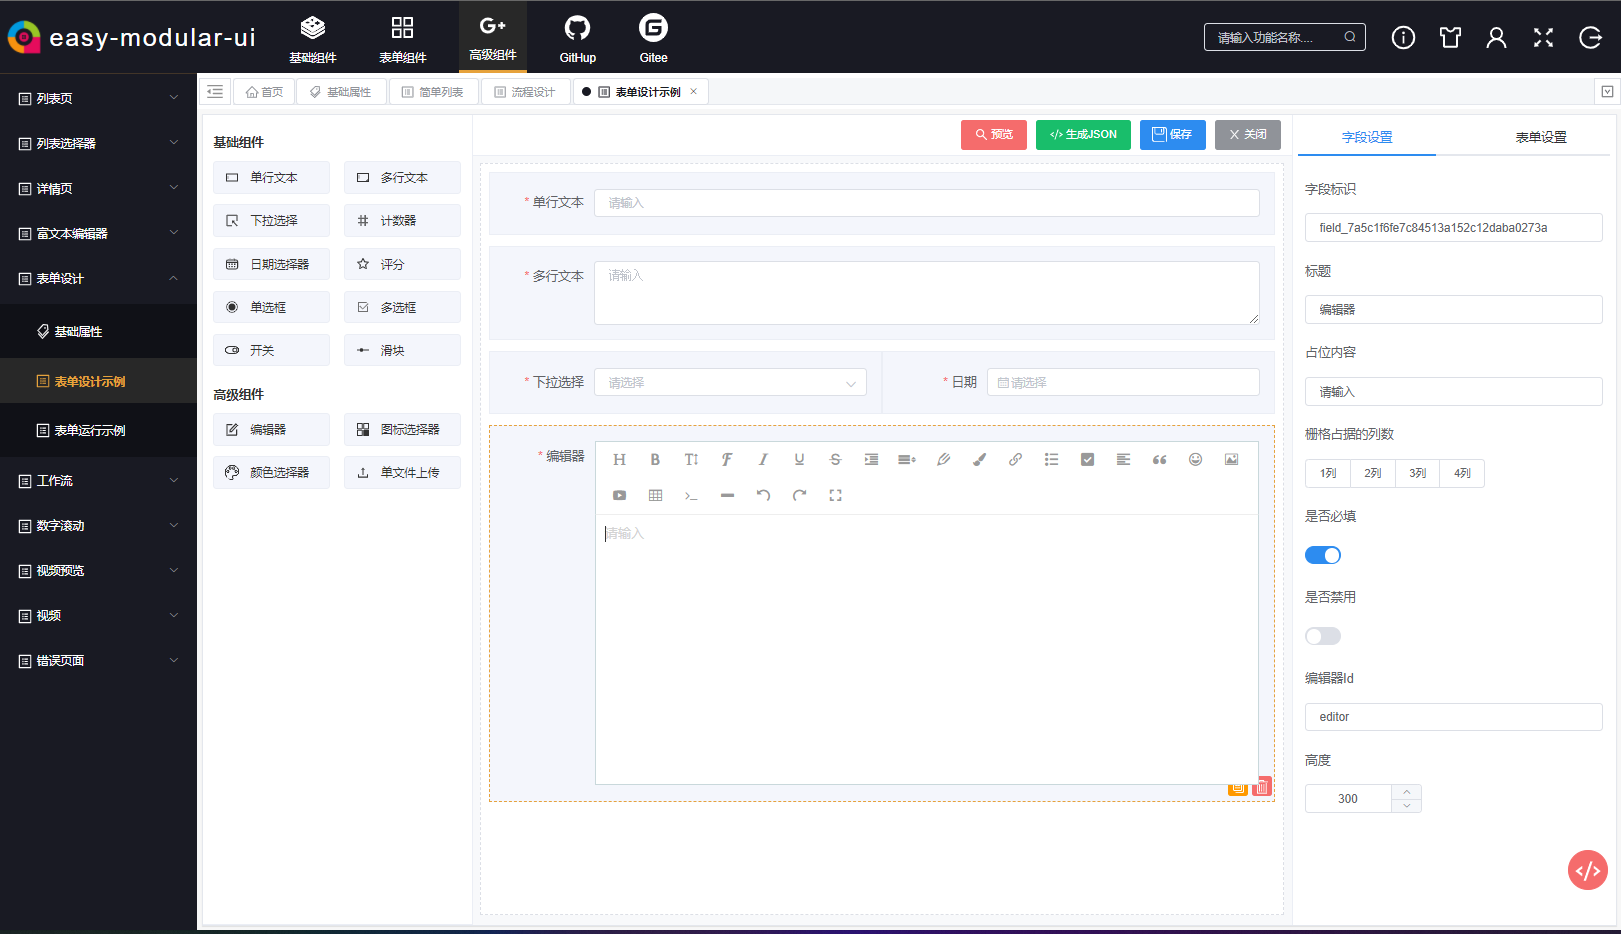 easy-modular-ui
基础组件
表单组件
G+
高级组件
GitHup
Gitee
请输入功能名称....
列表页
列表选择器
详情页
富文本编辑器
表单设计
基础属性
表单设计示例
表单运行示例
工作流
数字滚动
视频预览
视频
错误页面
首页
基础属性
简单列表
流程设计
表单设计示例
基础组件
单行文本
多行文本
下拉选择
计数器
日期选择器
评分
单选框
多选框
开关
滑块
高级组件
编辑器
图标选择器
颜色选择器
单文件上传
预览
</> 生成JSON
保存
关闭
* 单行文本
请输入
* 多行文本
请输入
* 下拉选择
请选择
* 日期
请选择
* 编辑器
请输入
字段设置
表单设置
字段标识
field_7a5c1f6fe7c84513a152c12daba0273a
标题
编辑器
占位内容
请输入
栅格占据的列数
1列
2列
3列
4列
是否必填
是否禁用
编辑器Id
editor
高度
300